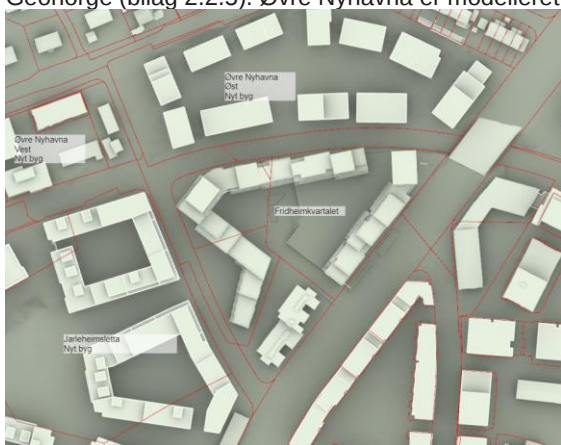 Geonorge (bilag 2.2.3). Øvre Nyhavna er modelleret
Øvre Nyhavna
Øst
Nyt byg
Øvre Nyhavna
Vest
Nyt byg
Fridheimkvartalet
Jarleheimsletta
Nyt byg